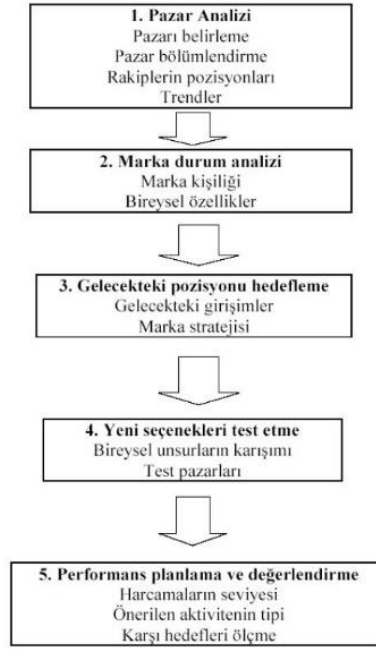 1. Pazar Analizi
Pazarı belirleme
Pazar bölümlendirme
Rakiplerin pozisyonları
Trendler
2. Marka durum analizi
Marka kişiliği
Bireysel özellikler
3. Gelecekteki pozisyonu hedefleme
Gelecekteki girişimler
Marka stratejisi
4. Yeni seçenekleri test etme
Bireysel unsurların karışımı
Test pazarları
5. Performans planlama ve değerlendirme
Harcamaların seviyesi
Önerilen aktivitenin tipi
Karşı hedefleri ölçme